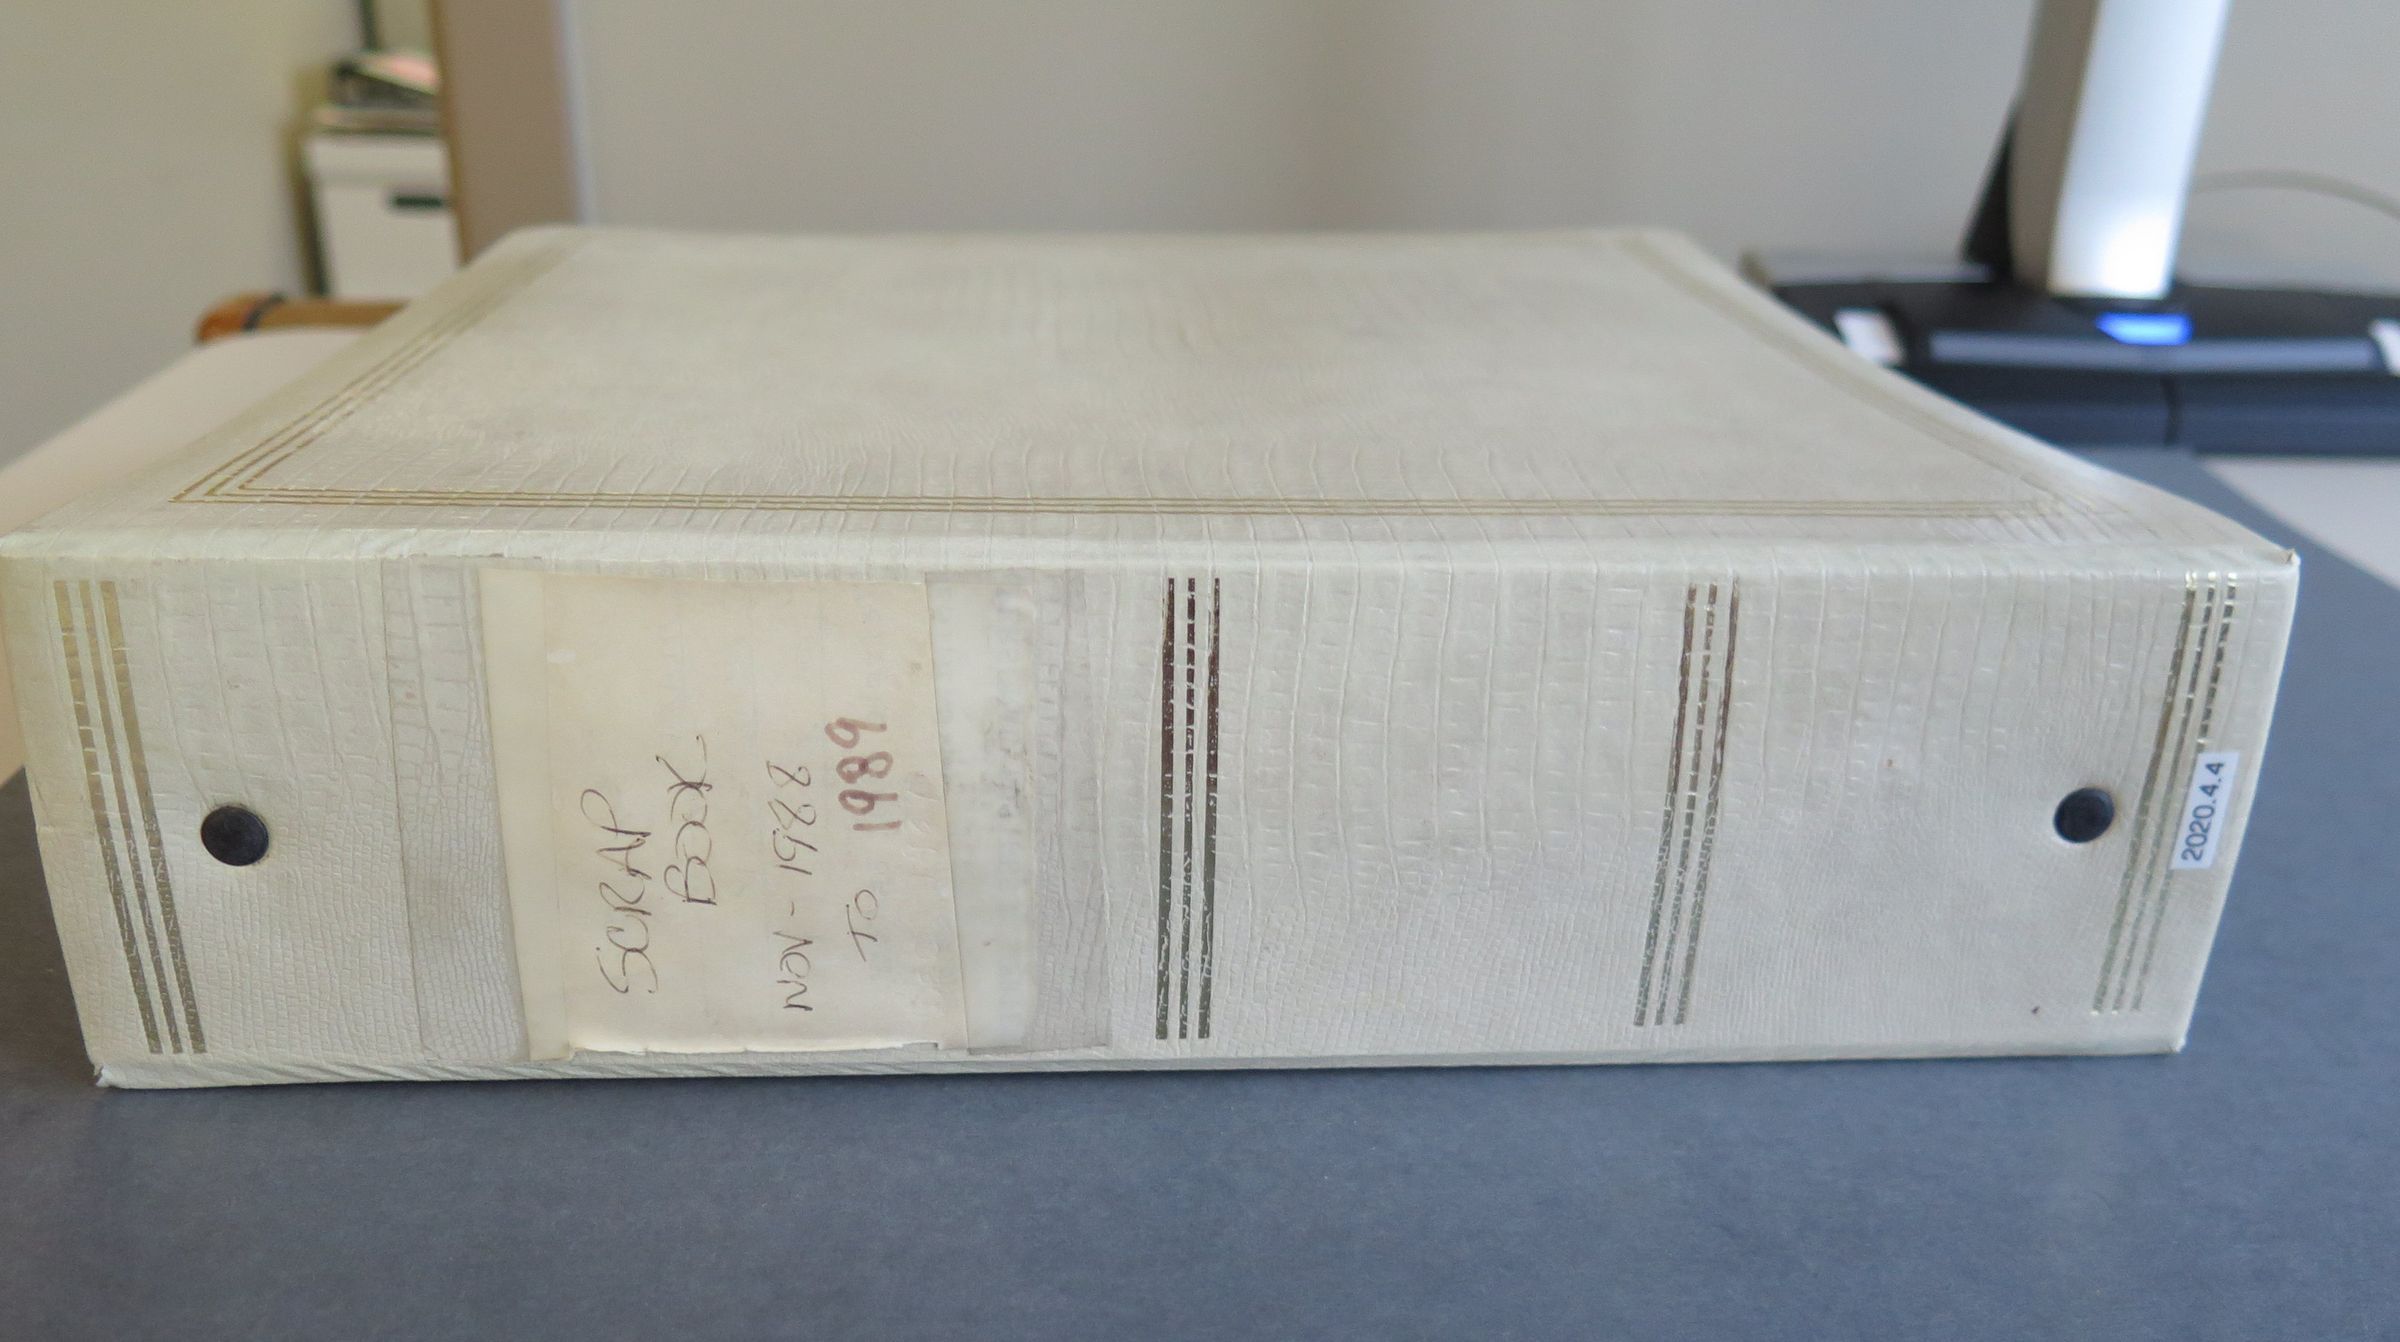 SCRAP
BOOK
NOV - 1988
TO 1989
2020.4.4